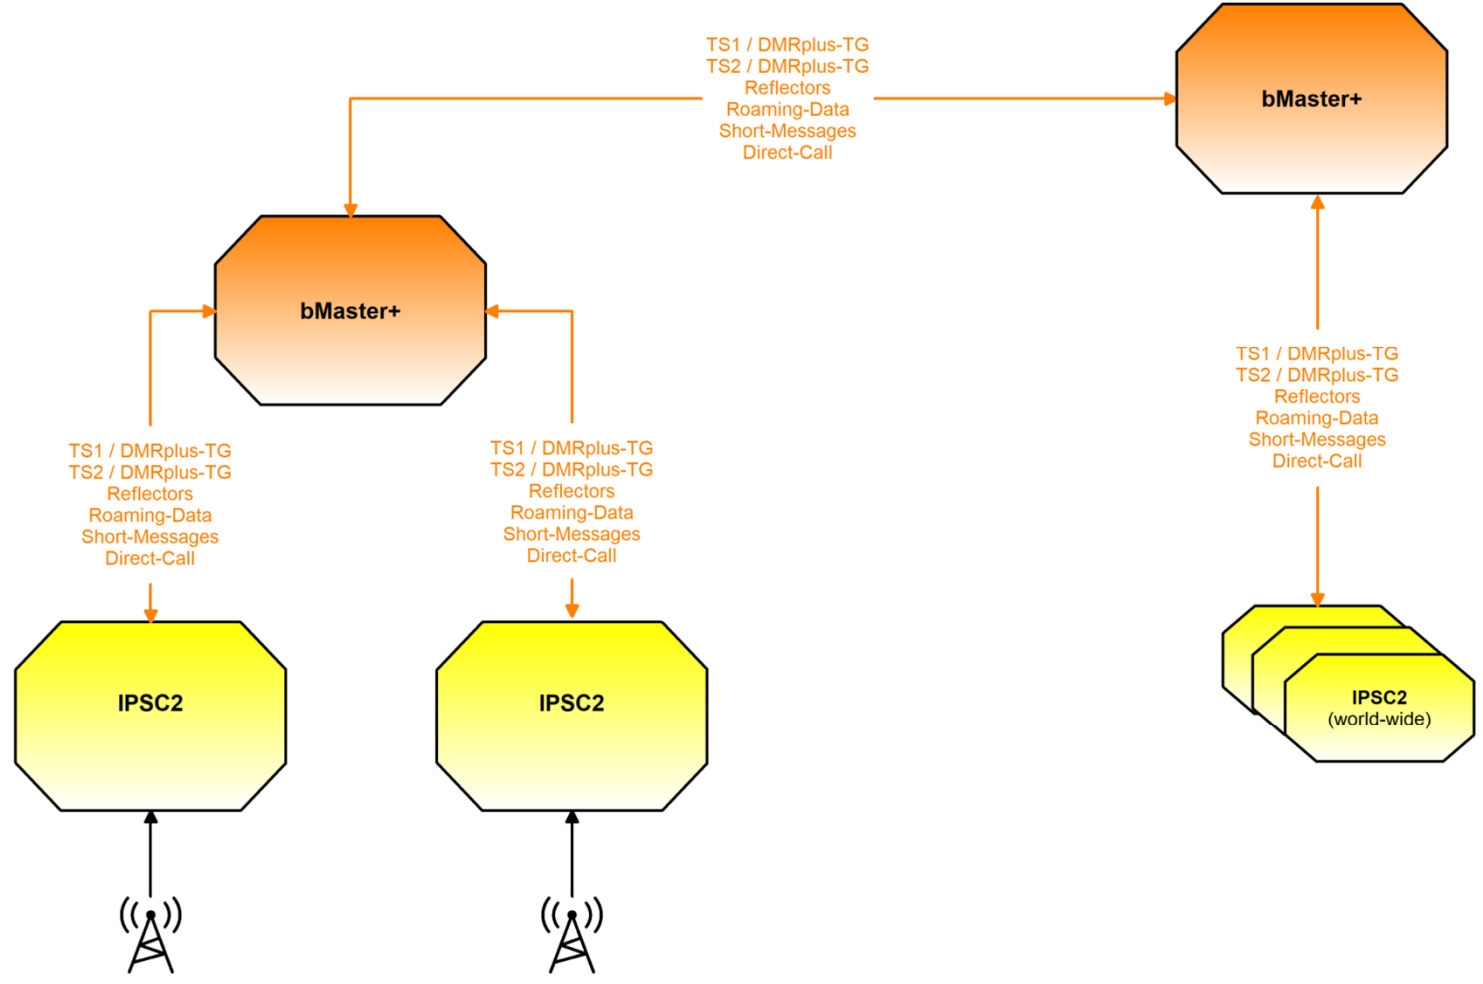 TS1 / DMRplus-TG
TS2 / DMRplus-TG
Reflectors
Roaming-Data
Short-Messages
Direct-Call
bMaster+
bMaster+
TS1 / DMRplus-TG
TS2 / DMRplus-TG
Reflectors
Roaming-Data
Short-Messages
Direct-Call
TS1 / DMRplus-TG
TS2 / DMRplus-TG
Reflectors
Roaming-Data
Short-Messages
Direct-Call
TS1 / DMRplus-TG
TS2 / DMRplus-TG
Reflectors
Roaming-Data
Short-Messages
Direct-Call
IPSC2
IPSC2
IPSC2
(world-wide)